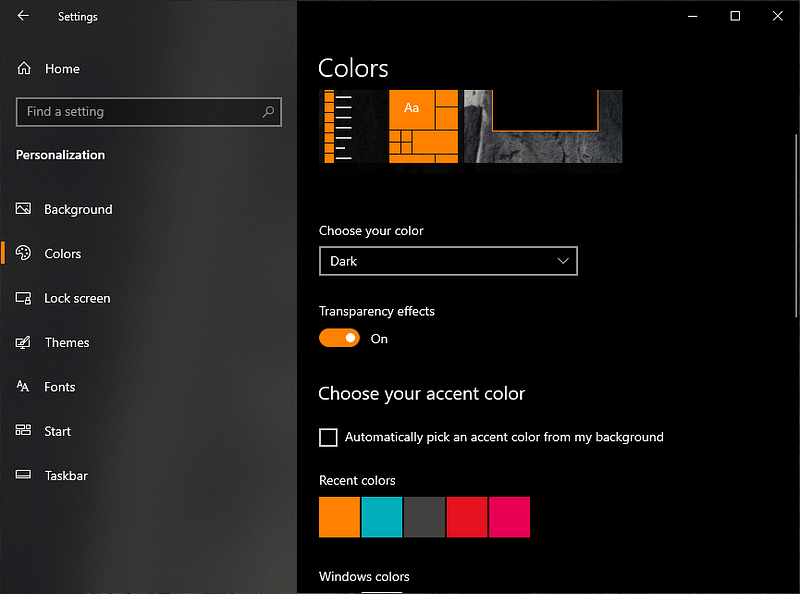 Settings
Home
Find a setting
Personalization
Background
Colors
Lock screen
Themes
Fonts
Start
Taskbar
Colors
Aa
Choose your color
Dark
Transparency effects
On
Choose your accent color
Automatically pick an accent color from my background
Recent colors
Windows colors